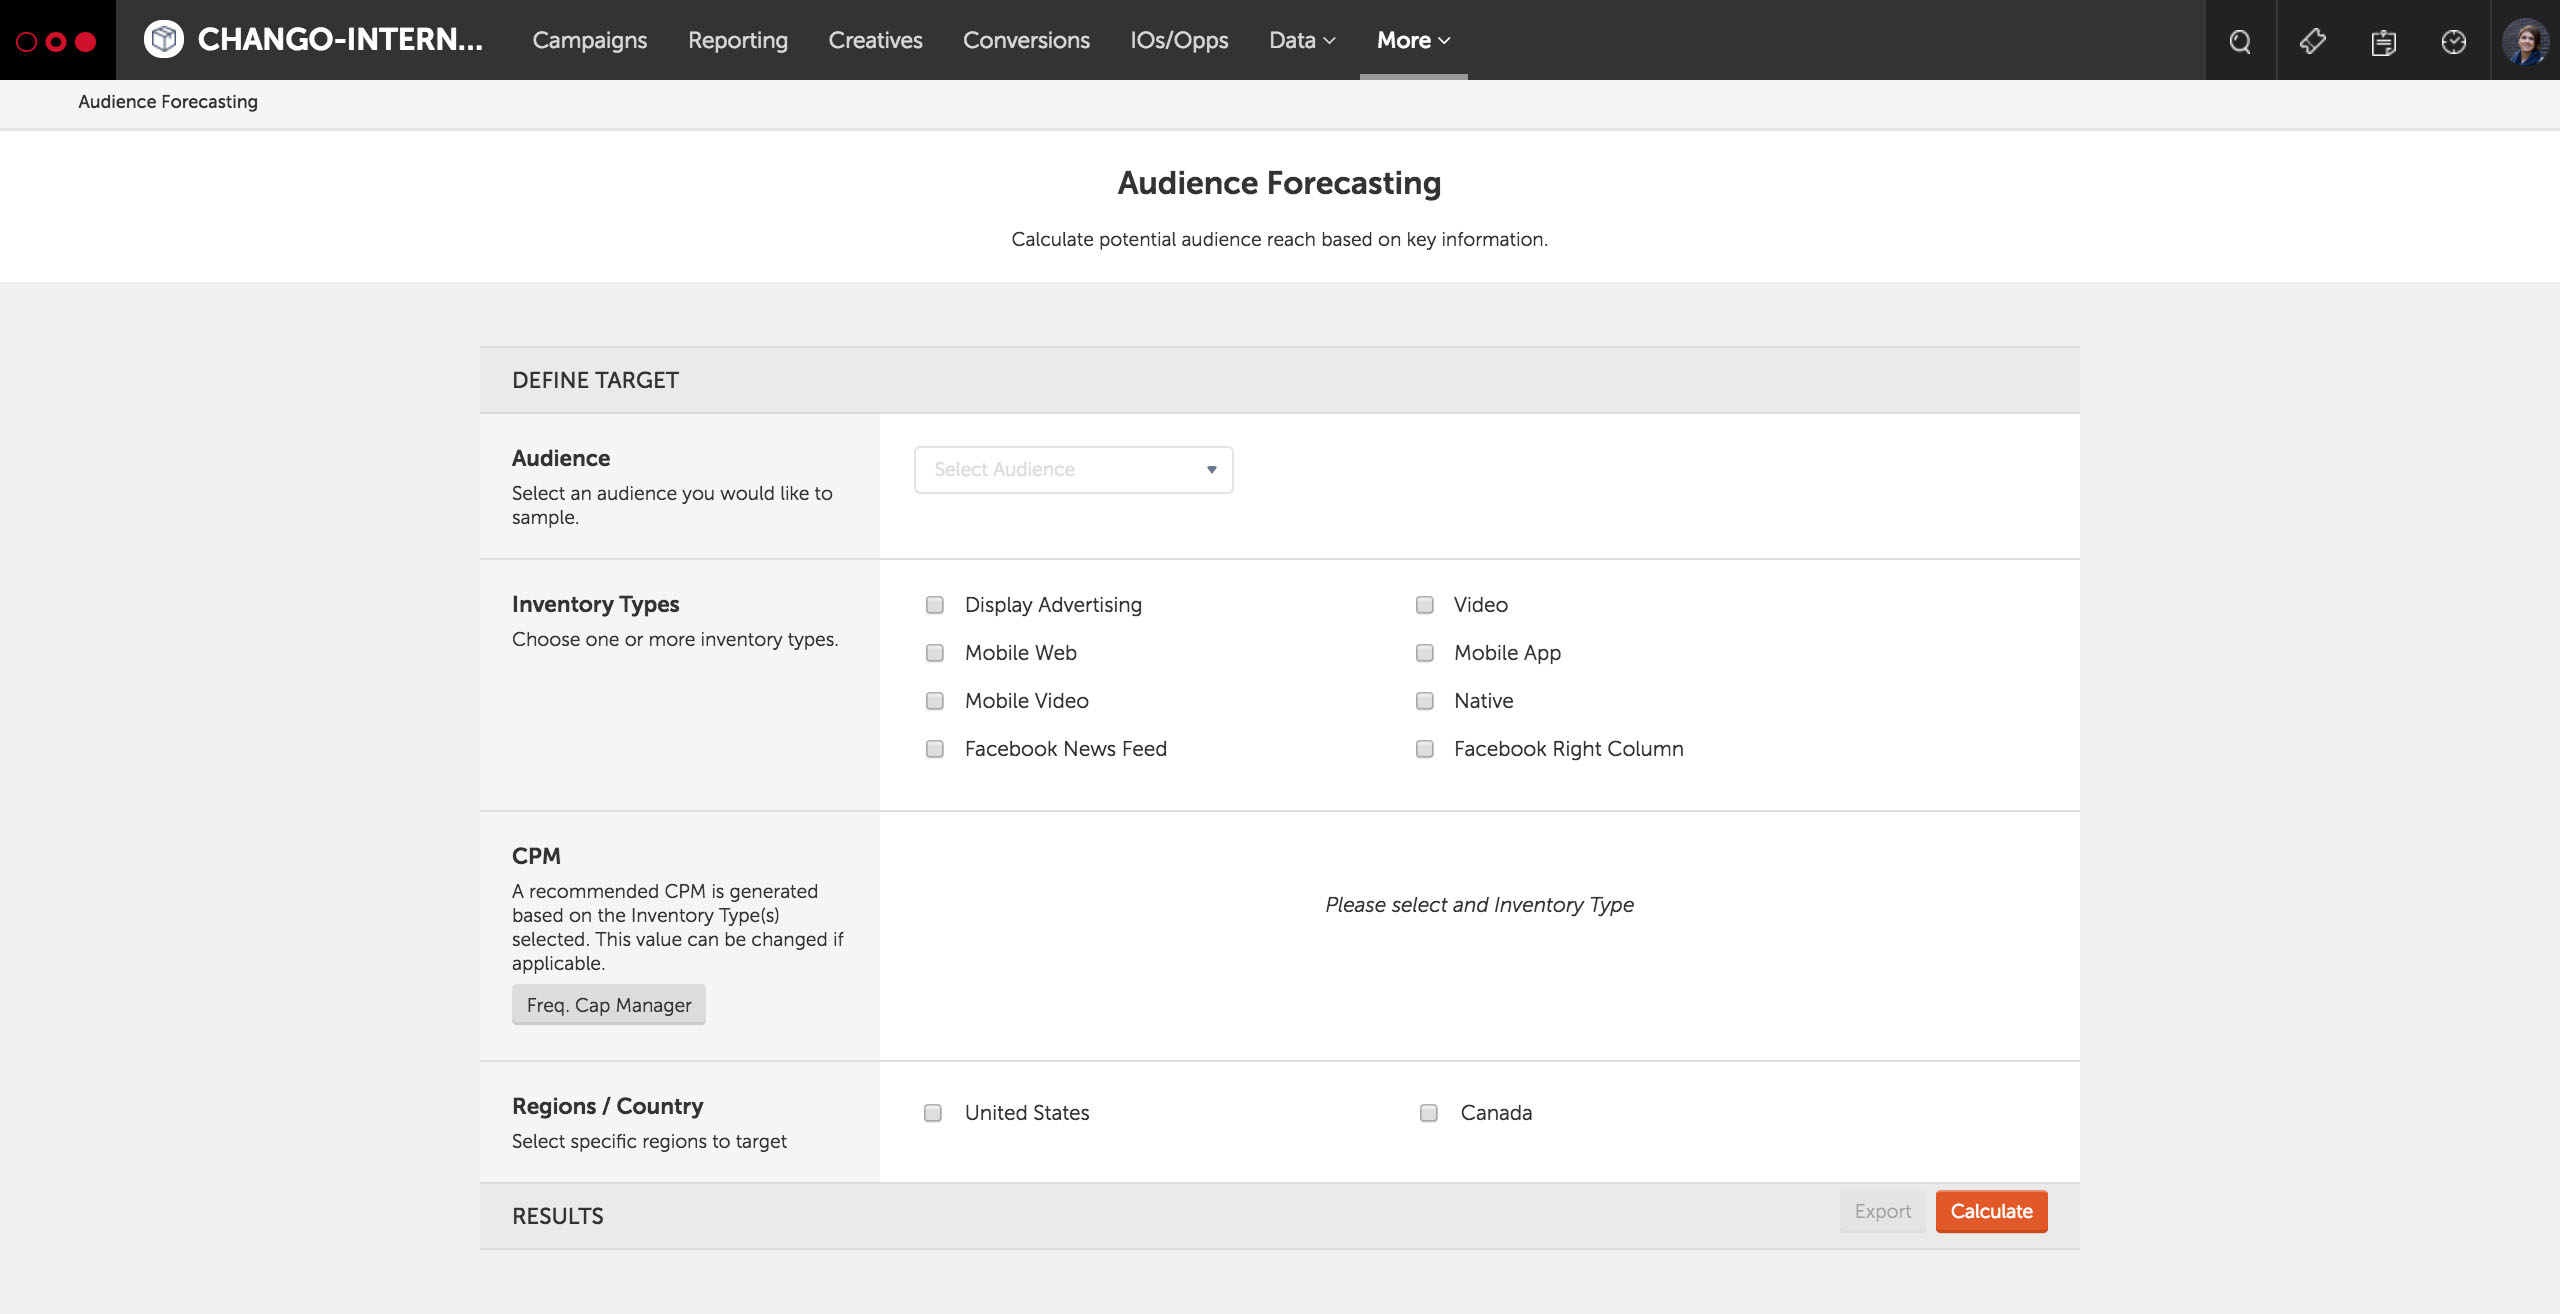 CHANGO-INTERN... Campaigns Reporting Creatives Conversions IOs/Opps Data More
Audience Forecasting
Audience Forecasting
Calculate potential audience reach based on key information.
DEFINE TARGET
Audience
Select an audience you would like to
sample.
Select Audience
Inventory Types
Choose one or more inventory types.
Display Advertising Video
Mobile Web Mobile App
Mobile Video Native
Facebook News Feed Facebook Right Column
CPM
A recommended CPM is generated
based on the Inventory Type(s)
selected. This value can be changed if
applicable.
Freq. Cap Manager
Please select and Inventory Type
Regions / Country
Select specific regions to target
United States Canada
RESULTS
Export Calculate